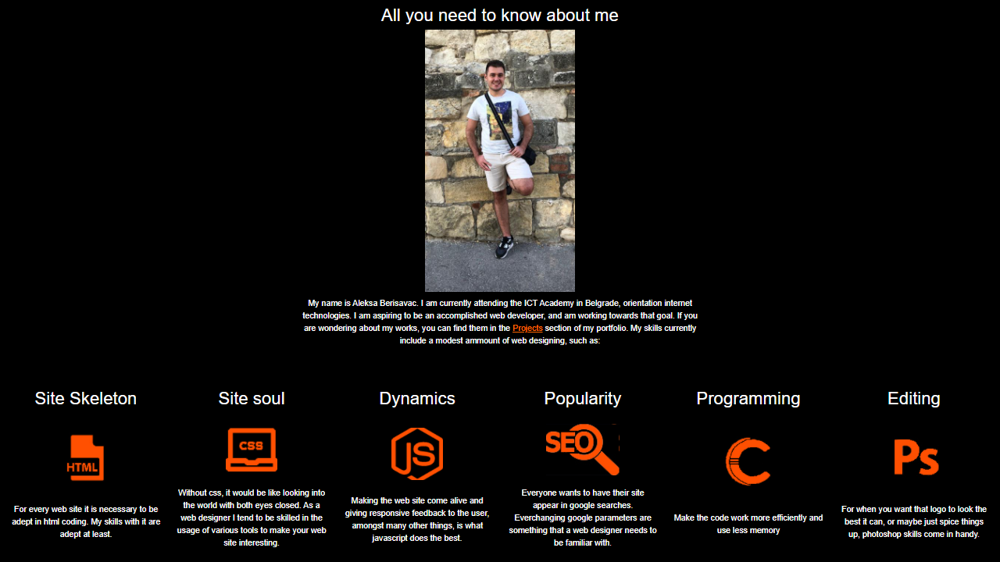 All you need to know about me
My name is Aleksa Berisavac. I am currently attending the ICT Academy in Belgrade, orientation internet
technologies. I am aspiring to be an accomplished web developer, and am working towards that goal. If you
are wondering about my works, you can find them in the Projects section of my portfolio. My skills currently
include a modest ammount of web designing, such as:
Site Skeleton
HTML
For every web site it is necessary to be
adept in html coding. My skills with it are
adept at least.
Site soul
CSS
Without css, it would be like looking into
the world with both eyes closed. As a
web designer I tend to be skilled in the
usage of various tools to make your web
site interesting.
Dynamics
JS
Making the web site come alive and
giving responsive feedback to the user,
amongst many other things, is what
javascript does the best.
Popularity
SEO
Everyone wants to have their site
appear in google searches.
Everchanging google parameters are
something that a web designer needs to
be familiar with.
Programming
C
Make the code work more efficiently and
use less memory
Editing
Ps
For when you want that logo to look the
best it can, or maybe just spice things
up, photoshop skills come in handy.